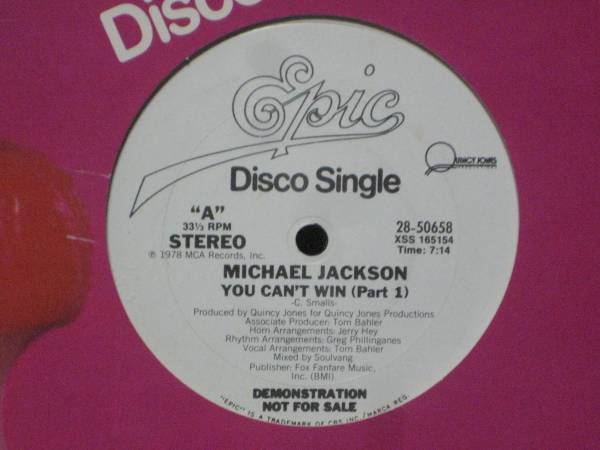 Disco
Epic
QUINCY JONES
Disco Single
"A"
33⅓ RPM
STEREO
℗ 1978 MCA Records, Inc.
28-50658
XSS 165154
Time: 7:14
MICHAEL JACKSON
YOU CAN'T WIN (Part 1)
-C. Smalls-
Produced by Quincy Jones for Quincy Jones Productions
Associate Producer: Tom Bahler
Horn Arrangements: Jerry Hey
Rhythm Arrangements: Greg Phillinganes
Vocal Arrangements: Tom Bahler
Mixed by Soulvang
Publisher: Fox Fanfare Music,
Inc. (BMI)
DEMONSTRATION
NOT FOR SALE
"EPIC" IS A TRADEMARK OF CBS INC./MARCA REG.